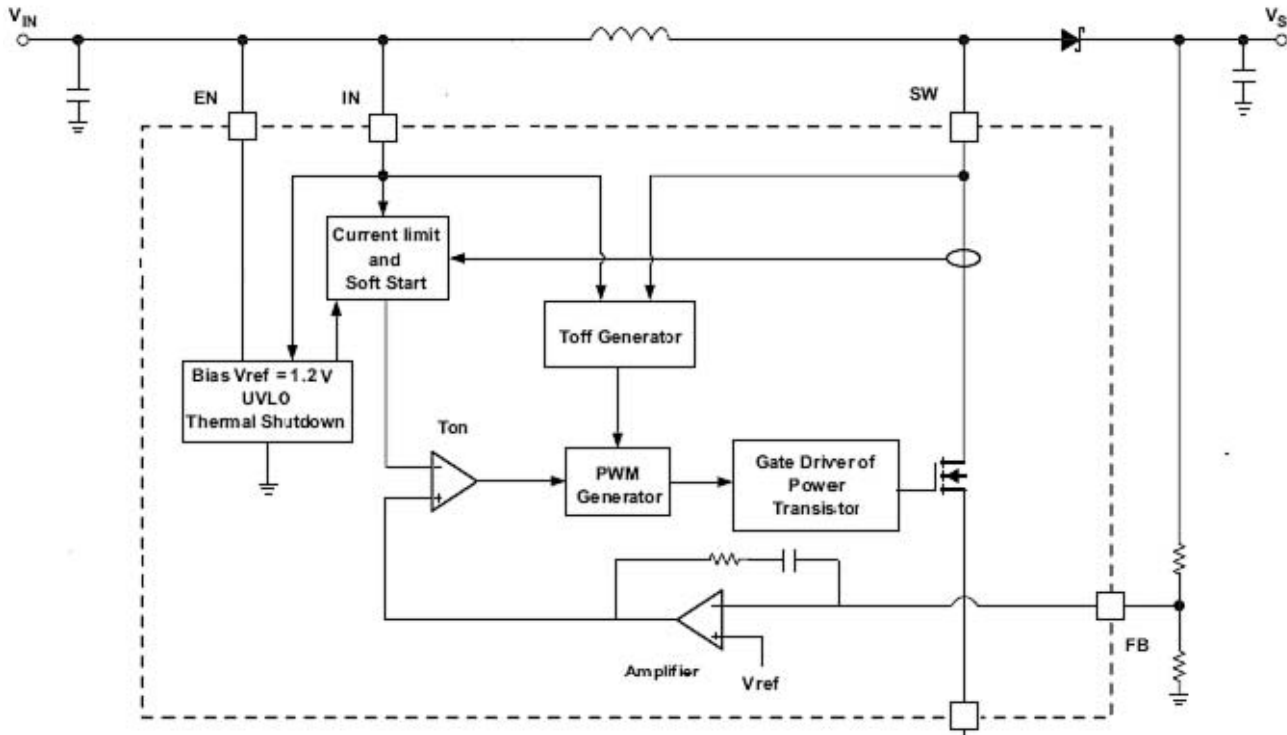 VIN
VS
EN
IN
SW
Current limit
and
Soft Start
Toff Generator
Bias Vref = 1.2 V
UVLO
Thermal Shutdown
Ton
PWM
Generator
Gate Driver of
Power
Transistor
FB
Amplifier
Vref